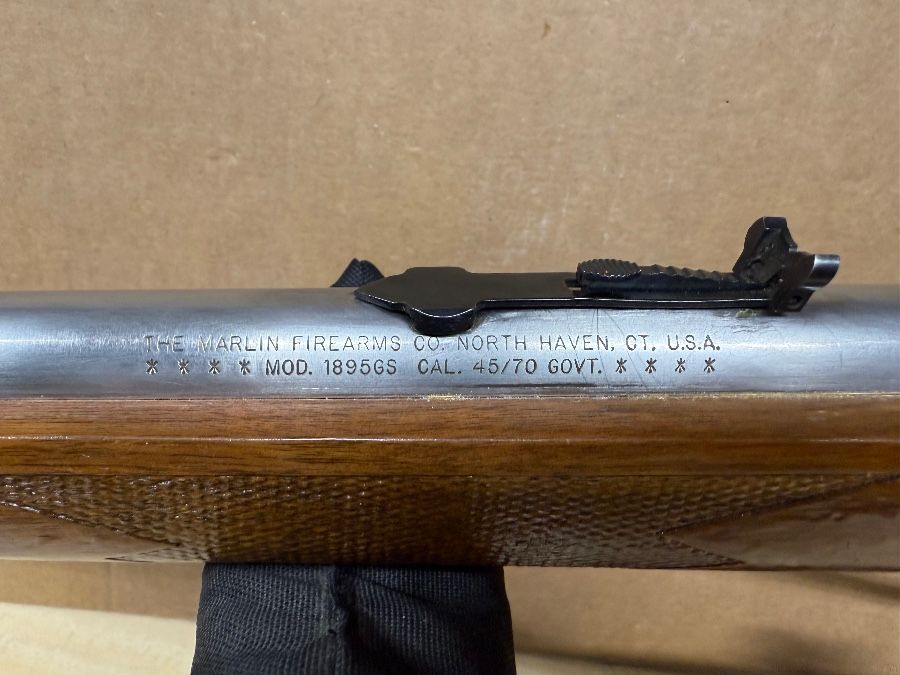 THE MARLIN FIREARMS CO. NORTH HAVEN, CT. U.S.A.
* * * * MOD. 1895GS CAL. 45/70 GOVT. * * * *